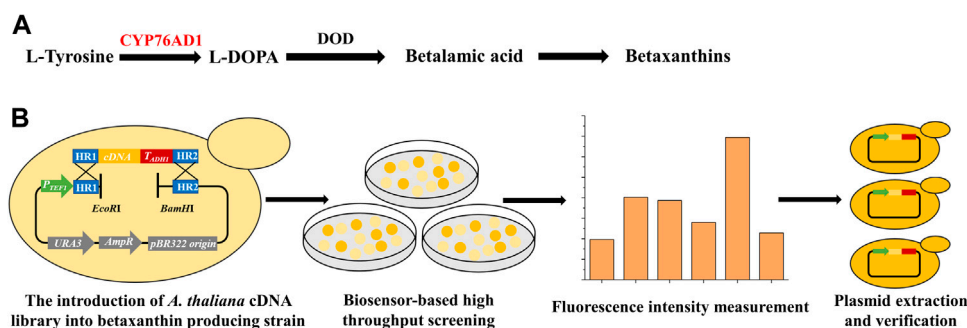 A
CYP76AD1
DOD
L-Tyrosine
L-DOPA
Betalamic acid
Betaxanthins
B
HR1 cDNA TADH1 HR2
PTEF1 HR1 HR2
EcoRI BamHI
URA3 AmpR pBR322 origin
The introduction of A. thaliana cDNA
library into betaxanthin producing strain
Biosensor-based high
throughput screening
Fluorescence intensity measurement
Plasmid extraction
and verification